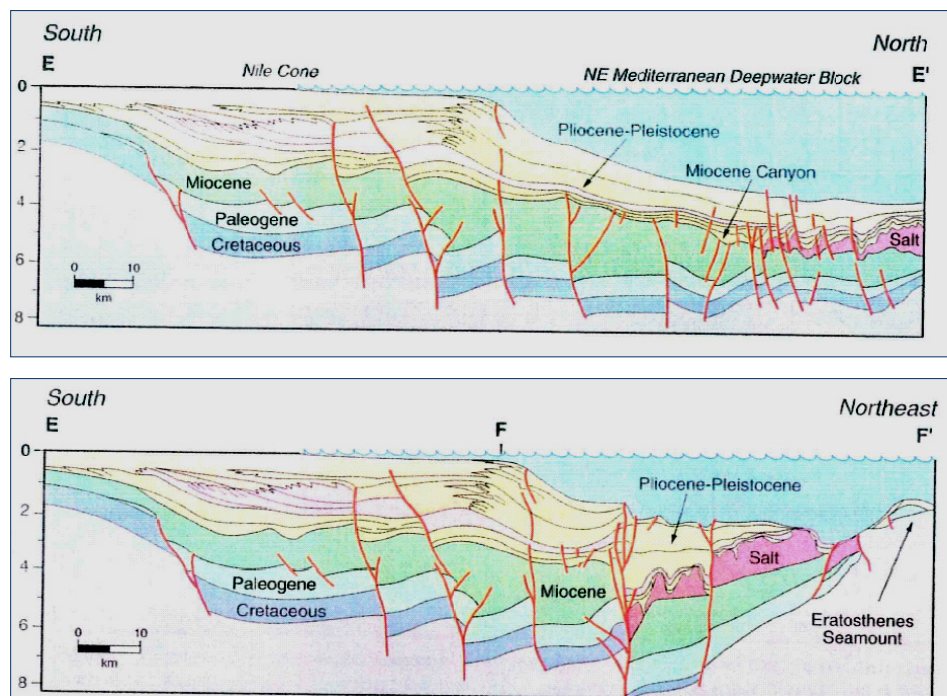 South
North
E
Nile Cone
NE Mediterranean Deepwater Block
E'
0
Pliocene-Pleistocene
2
Miocene Canyon
Miocene
4
Paleogene
Cretaceous
Salt
6
0 10
km
8
South
Northeast
E
F
F'
0
Pliocene-Pleistocene
2
Salt
4
Paleogene
Miocene
Cretaceous
Eratosthenes
Seamount
6
0 10
km
8